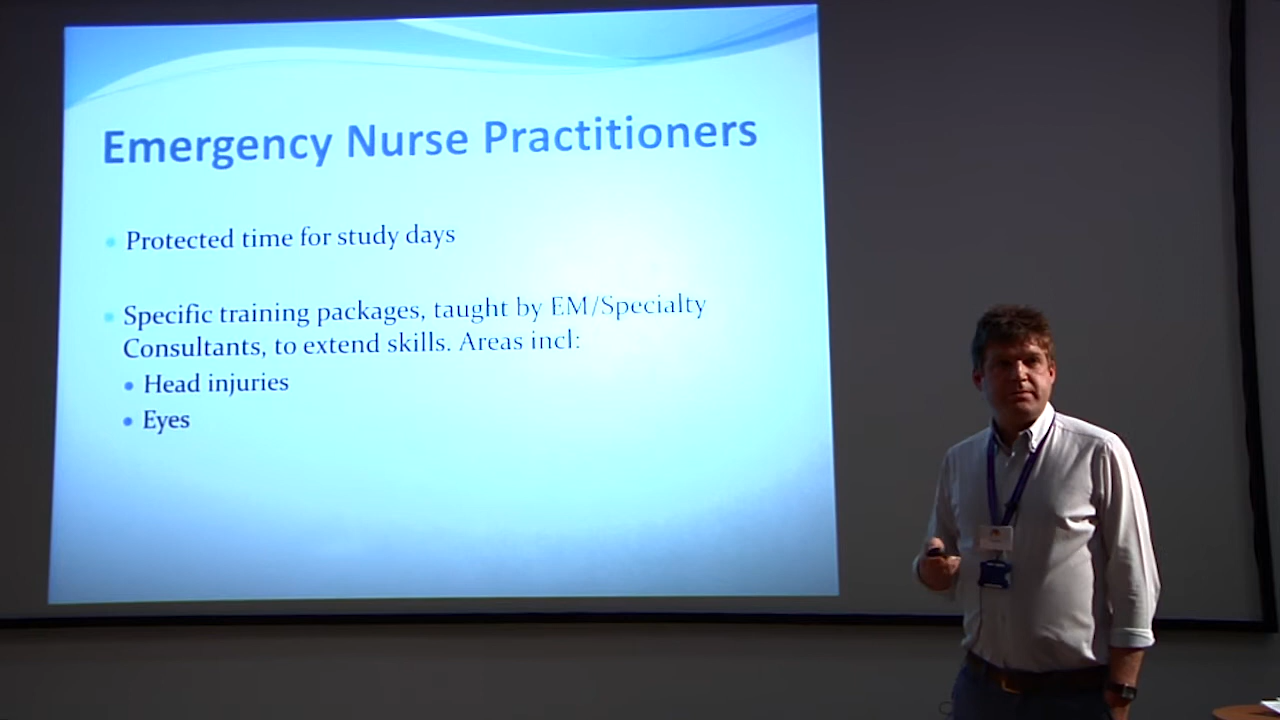 Emergency Nurse Practitioners
Protected time for study days
Specific training packages, taught by EM/Specialty
Consultants, to extend skills. Areas incl:
Head injuries
Eyes